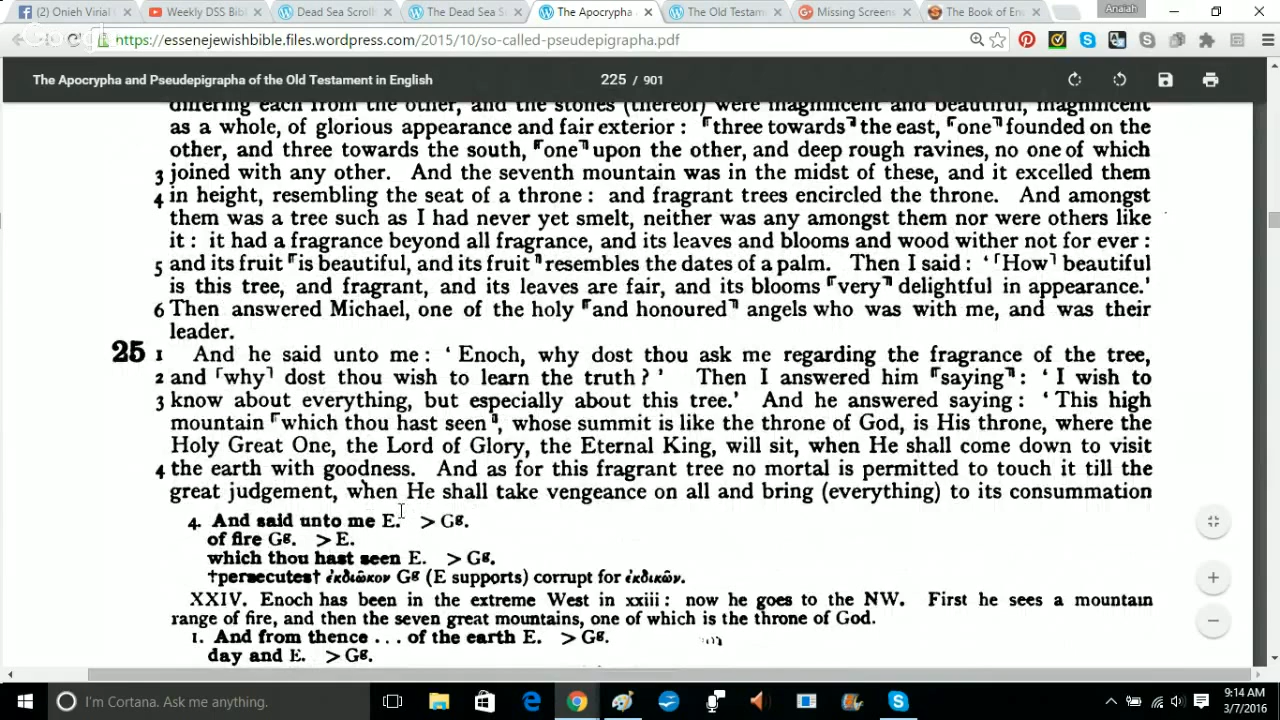 (2) Onieh Virial
Weekly DSS Bib
Dead Sea Scroll
The Dead Sea S
The Apocrypha
The Old Testam
Missing Screens
The Book of En
Anaiah
https://essenejewishbible.files.wordpress.com/2015/10/so-called-pseudepigrapha.pdf
The Apocrypha and Pseudepigrapha of the Old Testament in English
225 / 901
differing each from the other, and the stones (thereof) were magnificent and beautiful, magnificent
as a whole, of glorious appearance and fair exterior : ⌜three towards⌝ the east, ⌜one⌝ founded on the
other, and three towards the south, ⌜one⌝ upon the other, and deep rough ravines, no one of which
3 joined with any other. And the seventh mountain was in the midst of these, and it excelled them
4 in height, resembling the seat of a throne : and fragrant trees encircled the throne. And amongst
them was a tree such as I had never yet smelt, neither was any amongst them nor were others like
it : it had a fragrance beyond all fragrance, and its leaves and blooms and wood wither not for ever :
5 and its fruit ⌜is beautiful, and its fruit⌝ resembles the dates of a palm. Then I said : ‘⌜How⌝ beautiful
is this tree, and fragrant, and its leaves are fair, and its blooms ⌜very⌝ delightful in appearance.’
6 Then answered Michael, one of the holy ⌜and honoured⌝ angels who was with me, and was their
leader.
25 1 And he said unto me : ‘ Enoch, why dost thou ask me regarding the fragrance of the tree,
2 and ⌜why⌝ dost thou wish to learn the truth ? ’ Then I answered him ⌜saying⌝ : ‘ I wish to
3 know about everything, but especially about this tree.’ And he answered saying : ‘ This high
mountain ⌜which thou hast seen⌝, whose summit is like the throne of God, is His throne, where the
Holy Great One, the Lord of Glory, the Eternal King, will sit, when He shall come down to visit
4 the earth with goodness. And as for this fragrant tree no mortal is permitted to touch it till the
great judgement, when He shall take vengeance on all and bring (everything) to its consummation
4. And said unto me E. > Gᵍ.
of fire Gᵍ. > E.
which thou hast seen E. > Gᵍ.
†persecutest† ἐκδιῶκον Gᵍ (E supports) corrupt for ἐκδικῶν.
XXIV. Enoch has been in the extreme West in xxiii : now he goes to the NW. First he sees a mountain
range of fire, and then the seven great mountains, one of which is the throne of God.
1. And from thence . . . of the earth E. > Gᵍ.
day and E. > Gᵍ.
I'm Cortana. Ask me anything.
9:14 AM
3/7/2016